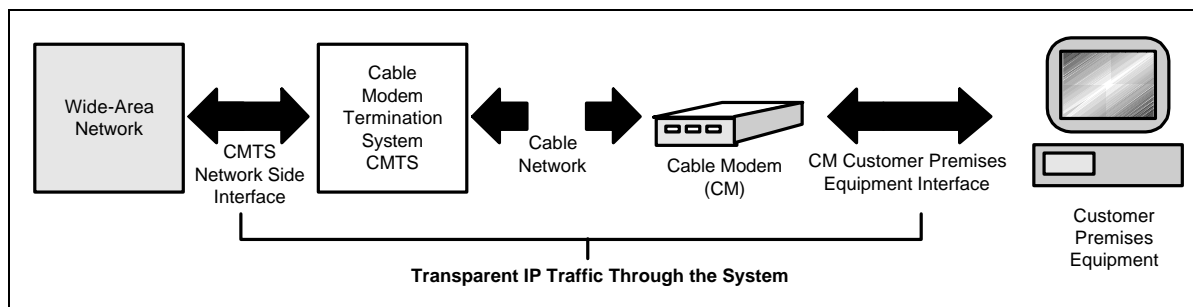 Wide-Area
Network
CMTS
Network Side
Interface
Cable
Modem
Termination
System
CMTS
Cable
Network
Cable Modem
(CM)
CM Customer Premises
Equipment Interface
Customer
Premises
Equipment
Transparent IP Traffic Through the System